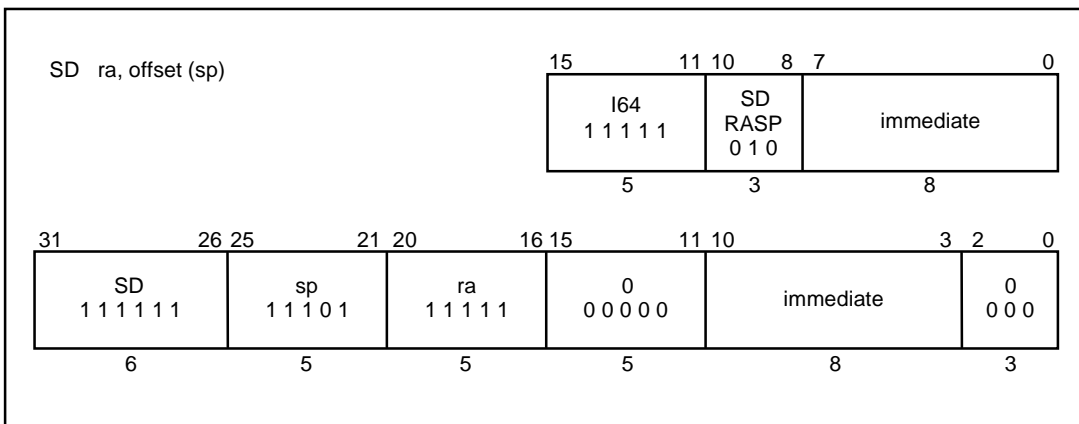 SD ra, offset (sp)
15 11 10 8 7 0
I64 SD immediate
1 1 1 1 1 RASP
0 1 0
5 3 8
31 26 25 21 20 16 15 11 10 3 2 0
SD sp ra 0 immediate 0
1 1 1 1 1 1 1 1 1 0 1 1 1 1 1 1 0 0 0 0 0 0 0 0
6 5 5 5 8 3